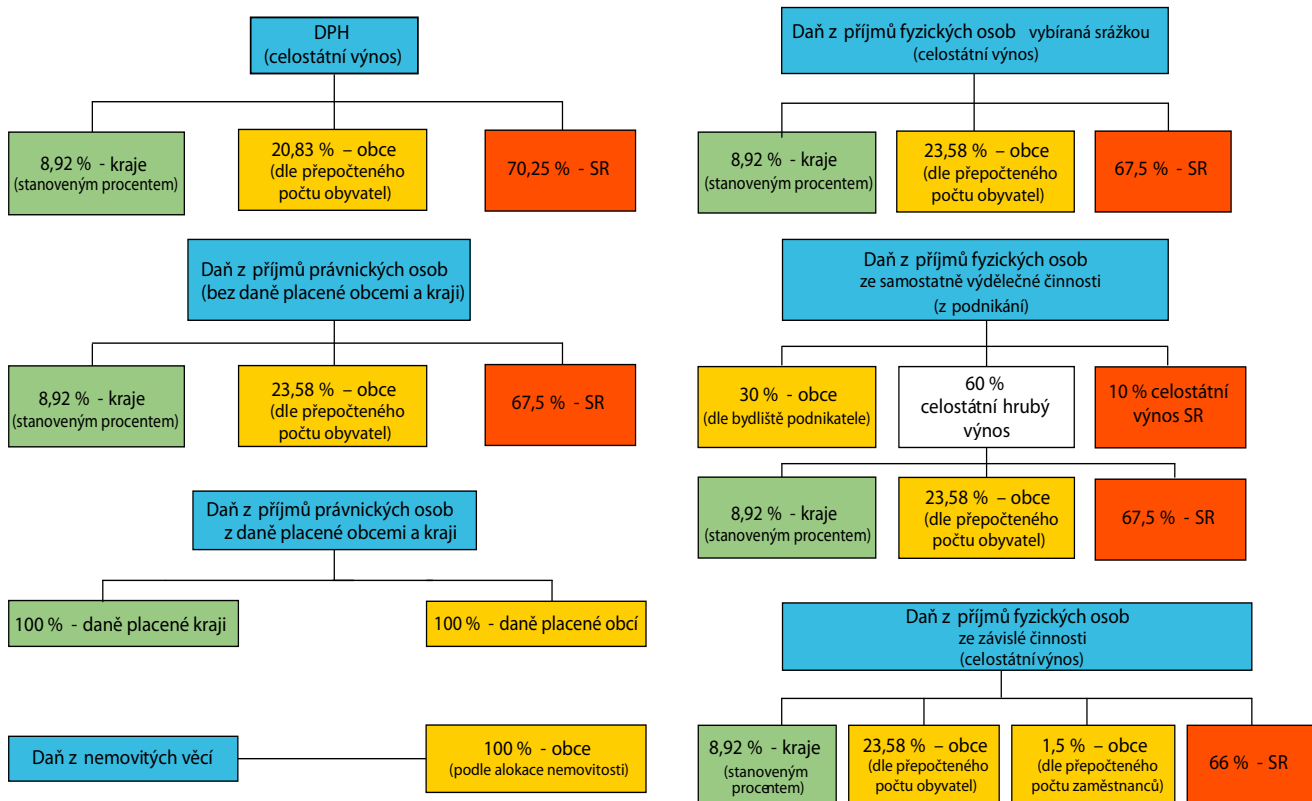 DPH
(celostátní výnos)
8,92 % - kraje
(stanoveným procentem)
20,83 % – obce
(dle přepočteného
počtu obyvatel)
70,25 % - SR
Daň z příjmů právnických osob
(bez daně placené obcemi a kraji)
8,92 % - kraje
(stanoveným procentem)
23,58 % – obce
(dle přepočteného
počtu obyvatel)
67,5 % - SR
Daň z příjmů právnických osob
z daně placené obcemi a kraji
100 % - daně placené kraji
100 % - daně placené obcí
Daň z nemovitých věcí
100 % - obce
(podle alokace nemovitosti)
Daň z příjmů fyzických osob vybíraná srážkou
(celostátní výnos)
8,92 % - kraje
(stanoveným procentem)
23,58 % – obce
(dle přepočteného
počtu obyvatel)
67,5 % - SR
Daň z příjmů fyzických osob
ze samostatně výdělečné činnosti
(z podnikání)
30 % - obce
(dle bydliště podnikatele)
60 %
celostátní hrubý
výnos
10 % celostátní
výnos SR
8,92 % - kraje
(stanoveným procentem)
23,58 % – obce
(dle přepočteného
počtu obyvatel)
67,5 % - SR
Daň z příjmů fyzických osob
ze závislé činnosti
(celostátní výnos)
8,92 % - kraje
(stanoveným
procentem)
23,58 % – obce
(dle přepočteného
počtu obyvatel)
1,5 % – obce
(dle přepočteného
počtu zaměstnanců)
66 % - SR